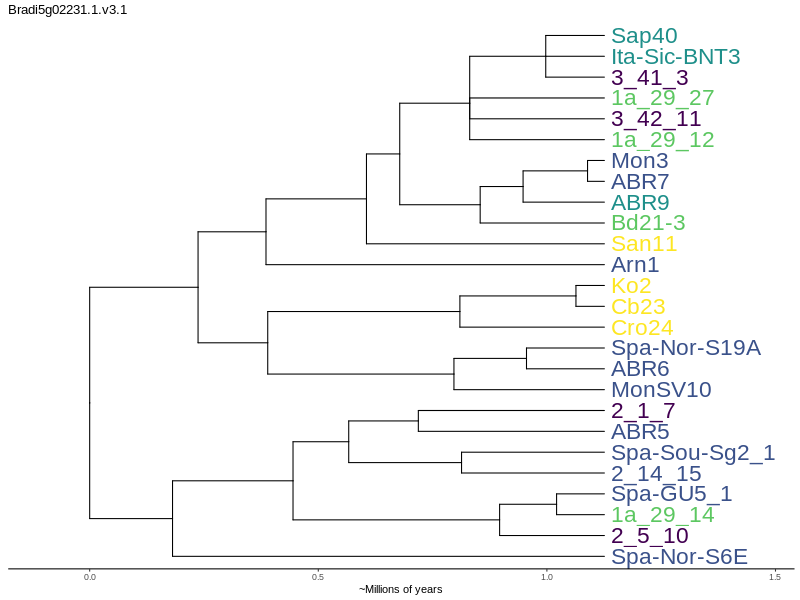 Bradi5g02231.1.v3.1
Sap40
Ita-Sic-BNT3
3_41_3
1a_29_27
3_42_11
1a_29_12
Mon3
ABR7
ABR9
Bd21-3
San11
Arn1
Ko2
Cb23
Cro24
Spa-Nor-S19A
ABR6
MonSV10
2_1_7
ABR5
Spa-Sou-Sg2_1
2_14_15
Spa-GU5_1
1a_29_14
2_5_10
Spa-Nor-S6E
0.0 0.5 1.0 1.5
~Millions of years